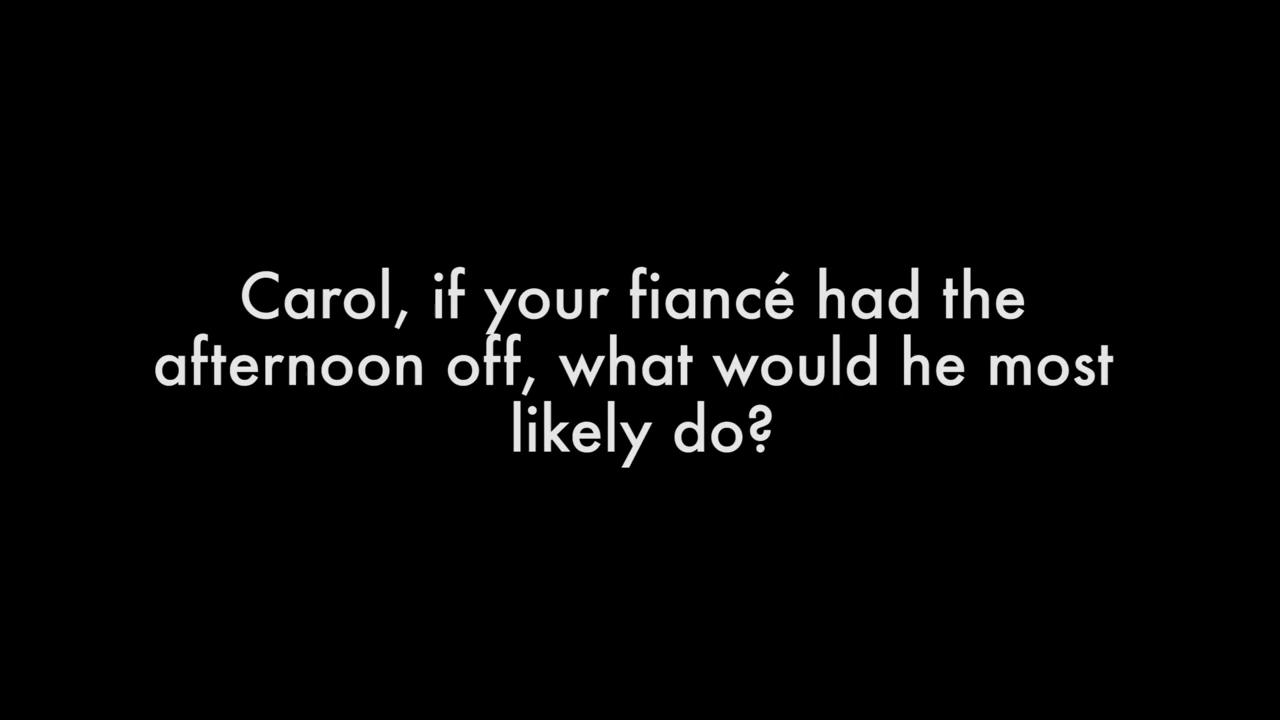 Carol, if your fiancé had the
afternoon off, what would he most
likely do?